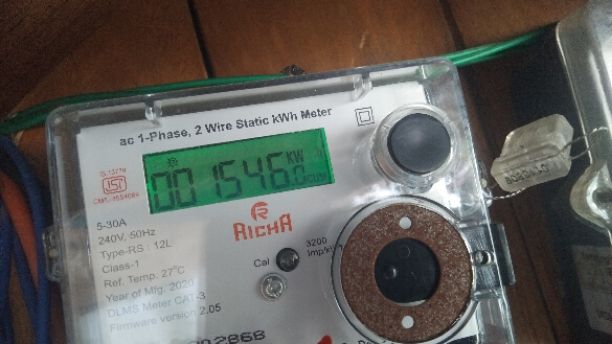 ac 1-Phase, 2 Wire Static kWh Meter
001546.0 KW
CUM
5-30A
240V, 50Hz
Type-RS : 12L
Class-1
Ref. Temp. 27°C
Year of Mfg. 2020
DLMS Meter CAT-3
Firmware version 2.05
RICHA
Cal
3200
2868